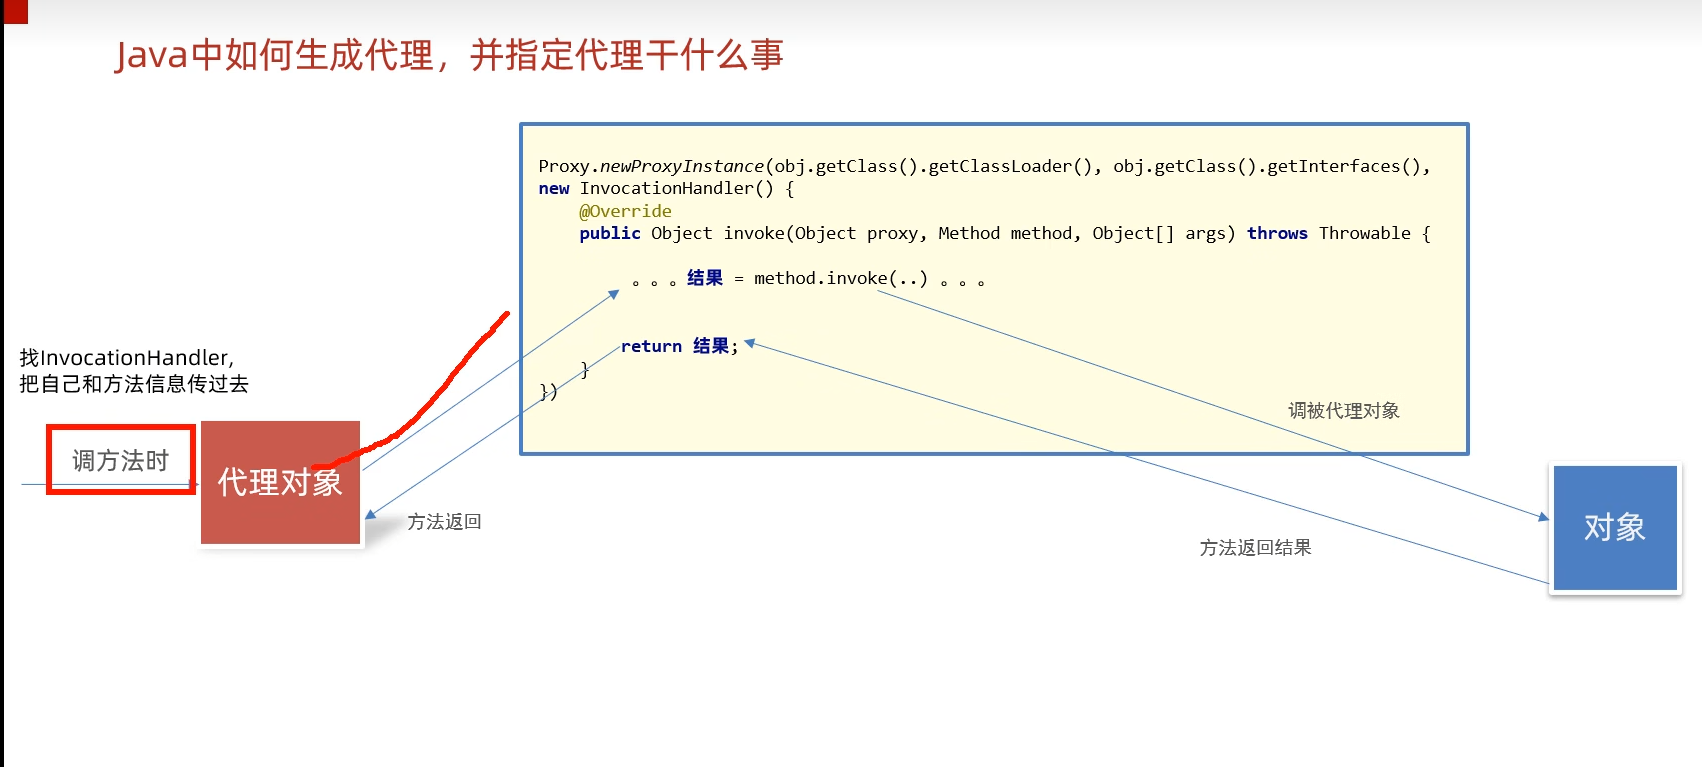 Java中如何生成代理，并指定代理干什么事
Proxy.newProxyInstance(obj.getClass().getClassLoader(), obj.getClass().getInterfaces(),
new InvocationHandler() {
@Override
public Object invoke(Object proxy, Method method, Object[] args) throws Throwable {
。。。结果 = method.invoke(..) 。。。
return 结果;
}
})
找InvocationHandler,
把自己和方法信息传过去
调方法时
代理对象
方法返回
调被代理对象
方法返回结果
对象